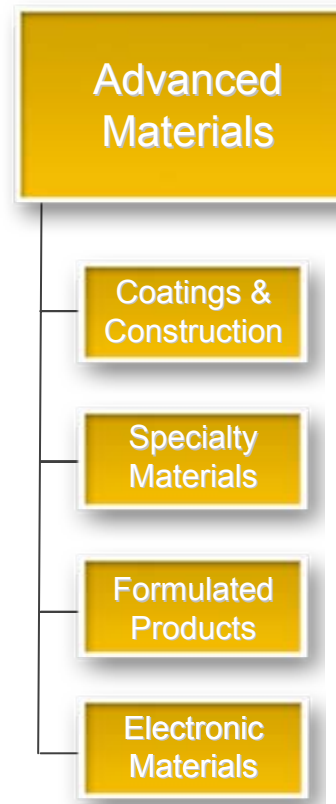 Advanced
Materials
Coatings &
Construction
Specialty
Materials
Formulated
Products
Electronic
Materials